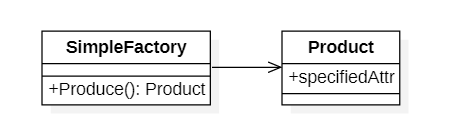 SimpleFactory
+Produce(): Product
Product
+specifiedAttr